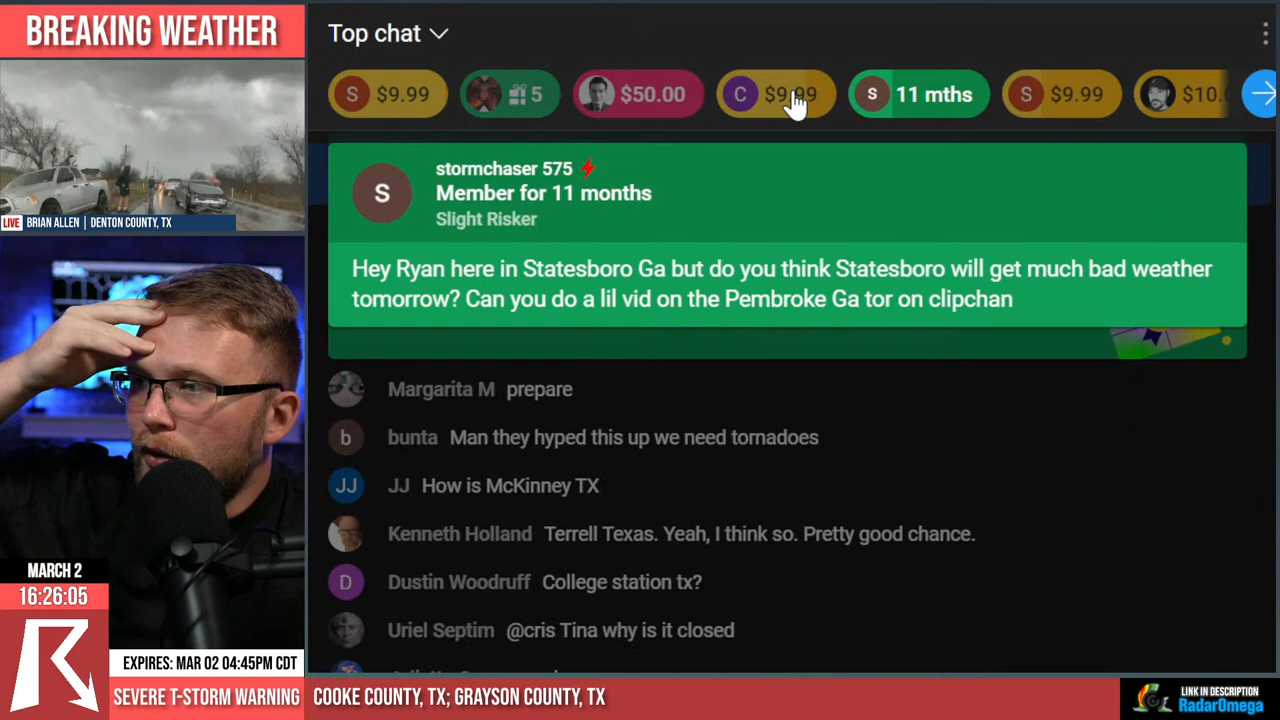 BREAKING WEATHER
LIVE BRIAN ALLEN | DENTON COUNTY, TX
Top chat
S $9.99
5
$50.00
C $9.99
S 11 mths
S $9.99
$10.
S
stormchaser 575
Member for 11 months
Slight Risker
Hey Ryan here in Statesboro Ga but do you think Statesboro will get much bad weather
tomorrow? Can you do a lil vid on the Pembroke Ga tor on clipchan
Margarita M prepare
b bunta Man they hyped this up we need tornadoes
JJ JJ How is McKinney TX
Kenneth Holland Terrell Texas. Yeah, I think so. Pretty good chance.
D Dustin Woodruff College station tx?
Uriel Septim @cris Tina why is it closed
MARCH 2
16:26:05
R
EXPIRES: MAR 02 04:45PM CDT
SEVERE T-STORM WARNING
COOKE COUNTY, TX; GRAYSON COUNTY, TX
LINK IN DESCRIPTION
RadarOmega